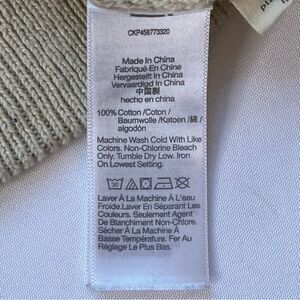 CKP458773320
Made In China
Fabriqué En Chine
Hergestellt In China
Vervaardigd In China
中国製
hecho en china
100% Cotton /Coton /
Baumwolle /Katoen /綿 /
algodón
Machine Wash Cold With Like
Colors. Non-Chlorine Bleach
Only. Tumble Dry Low. Iron
On Lowest Setting.
Laver À La Machine À L'eau
Froide.Laver En Séparant Les
Couleurs. Seulement Agent
De Blanchiment Non-Chlore.
Sécher À La Machine À
Basse Température. Fer Au
Réglage Le Plus Bas.